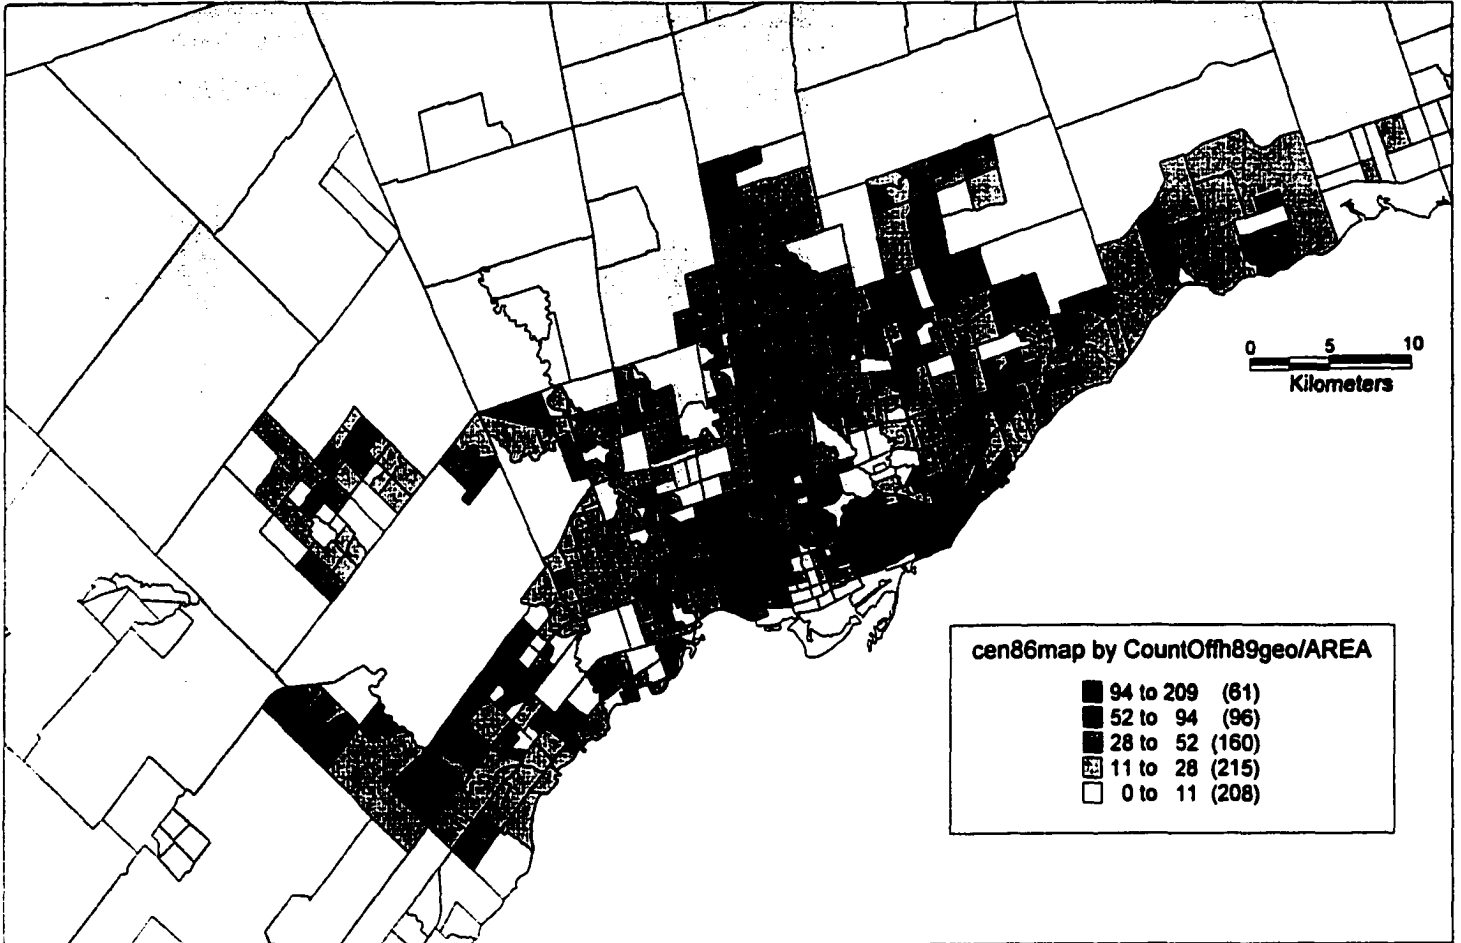 0 5 10
Kilometers
cen86map by CountOffh89geo/AREA
94 to 209 (61)
52 to 94 (96)
28 to 52 (160)
11 to 28 (215)
0 to 11 (208)